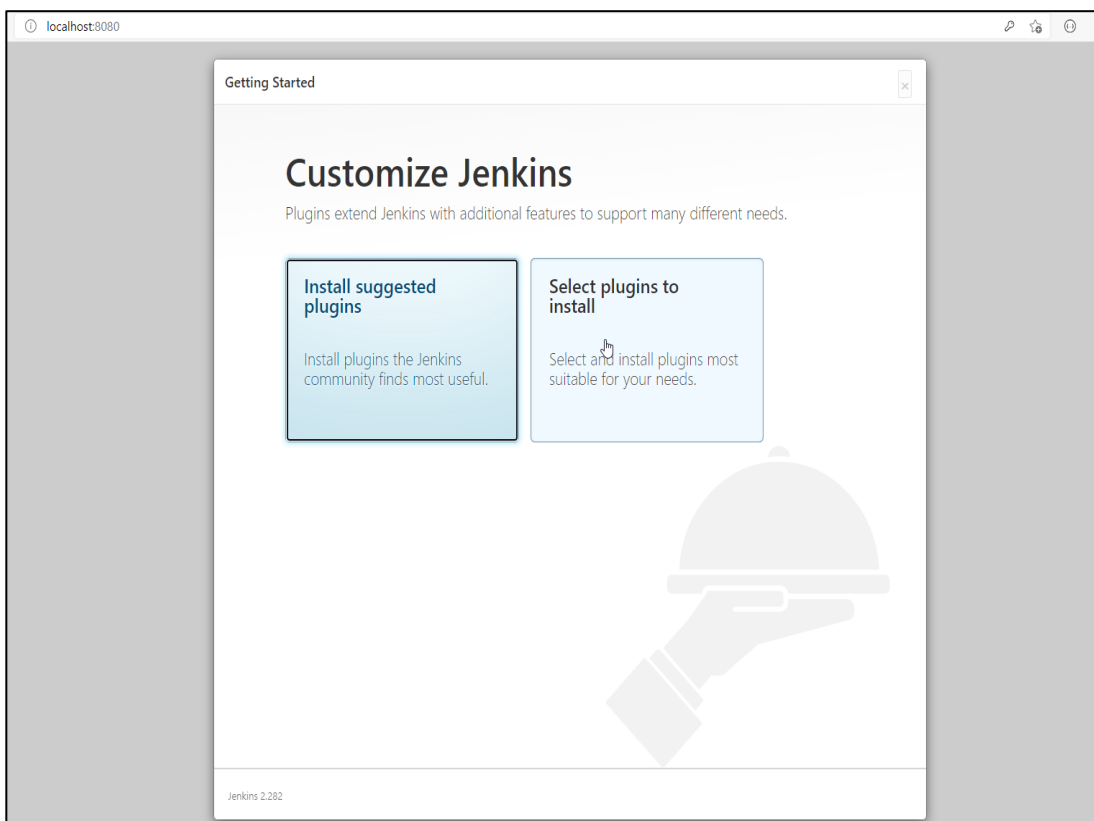 localhost:8080
Getting Started
×
Customize Jenkins
Plugins extend Jenkins with additional features to support many different needs.
Install suggested
plugins
Install plugins the Jenkins
community finds most useful.
Select plugins to
install
Select and install plugins most
suitable for your needs.
Jenkins 2.282